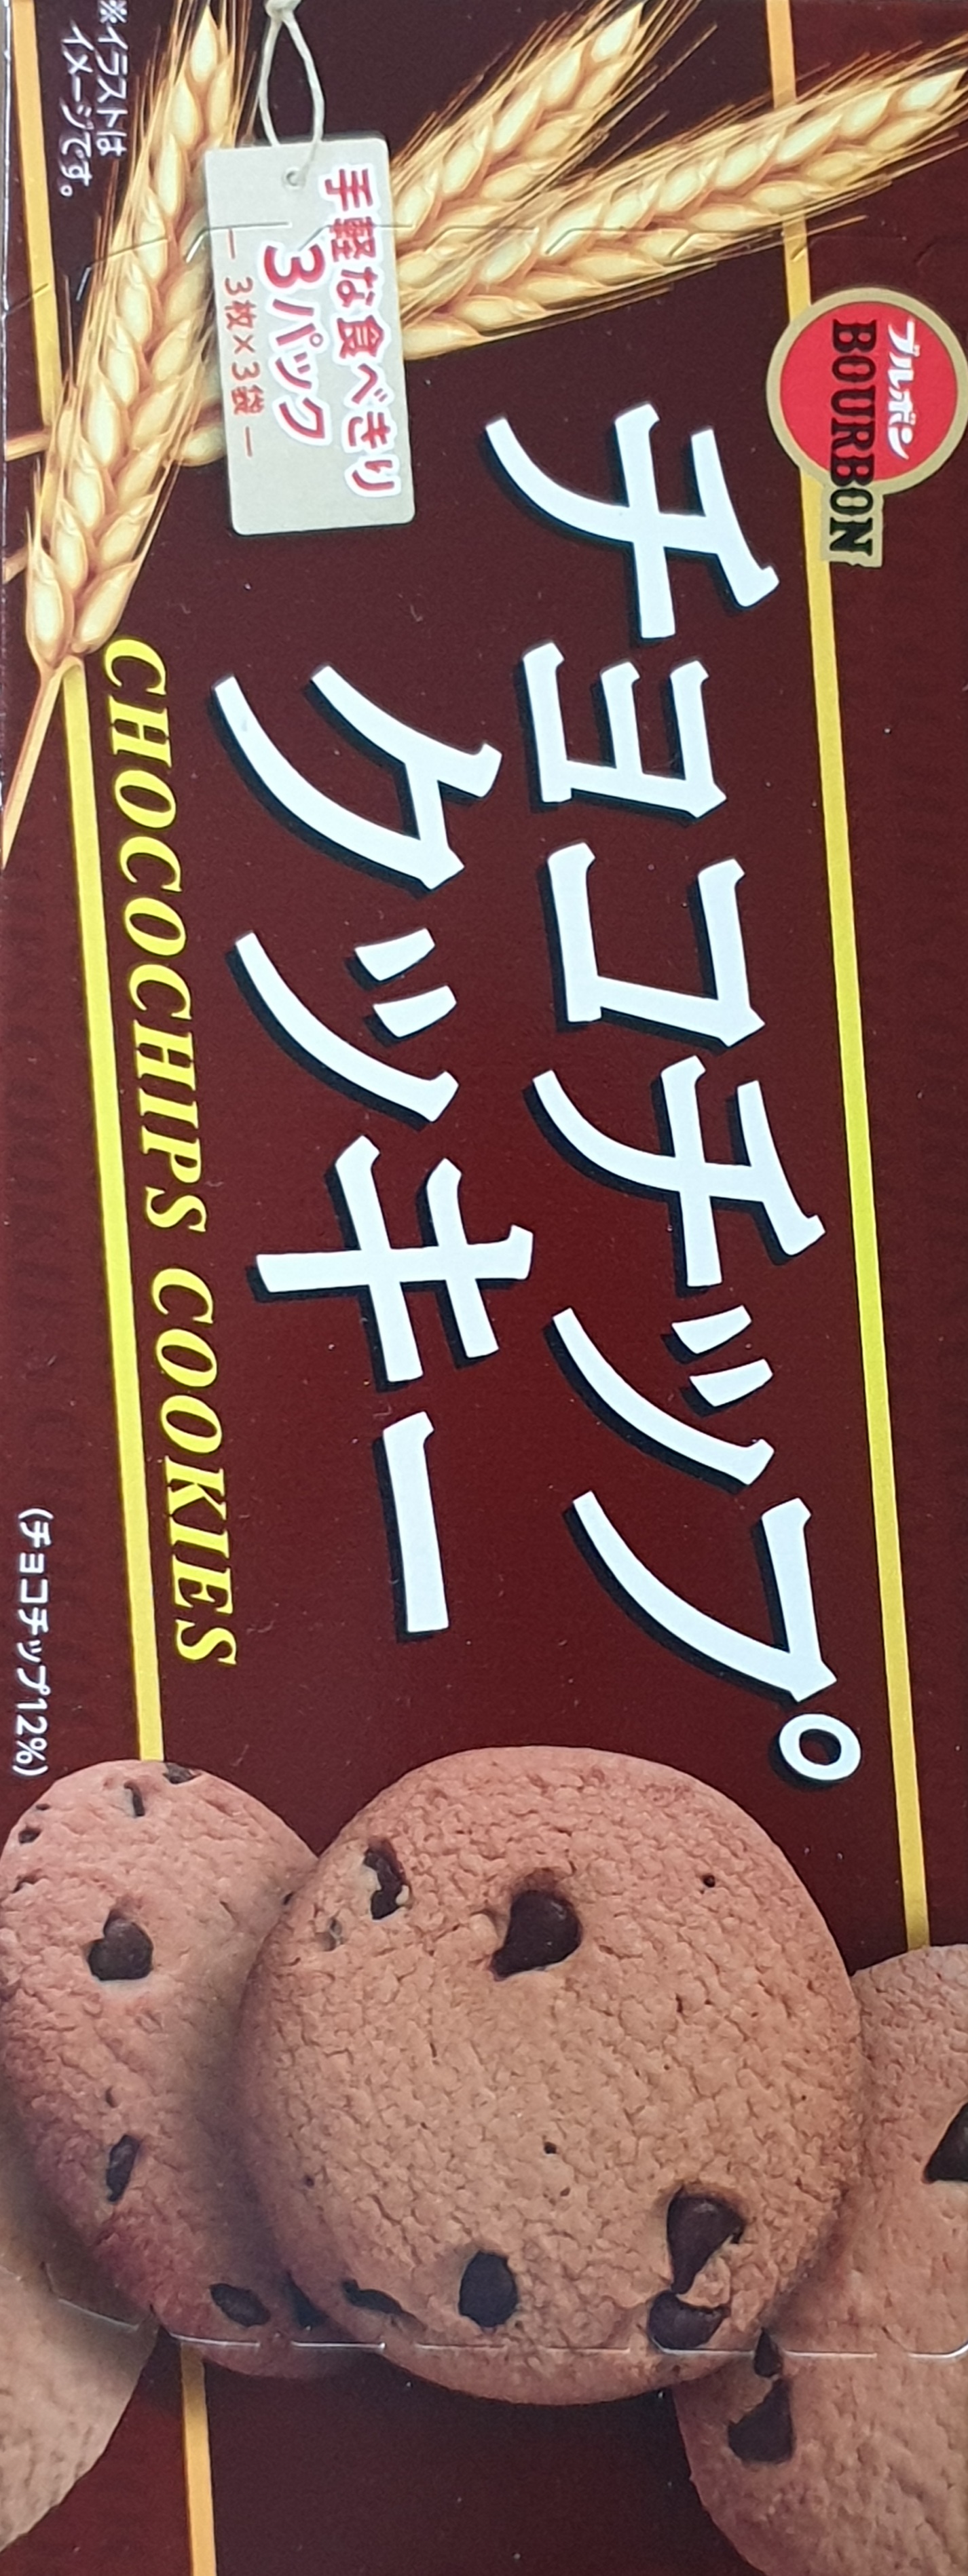 ブルボン
BOURBON
チョコチップ
クッキー
CHOCOCHIPS COOKIES
手軽な食べきり
3パック
― 3枚×3袋 ―
※イラストは
イメージです。
(チョコチップ12%)